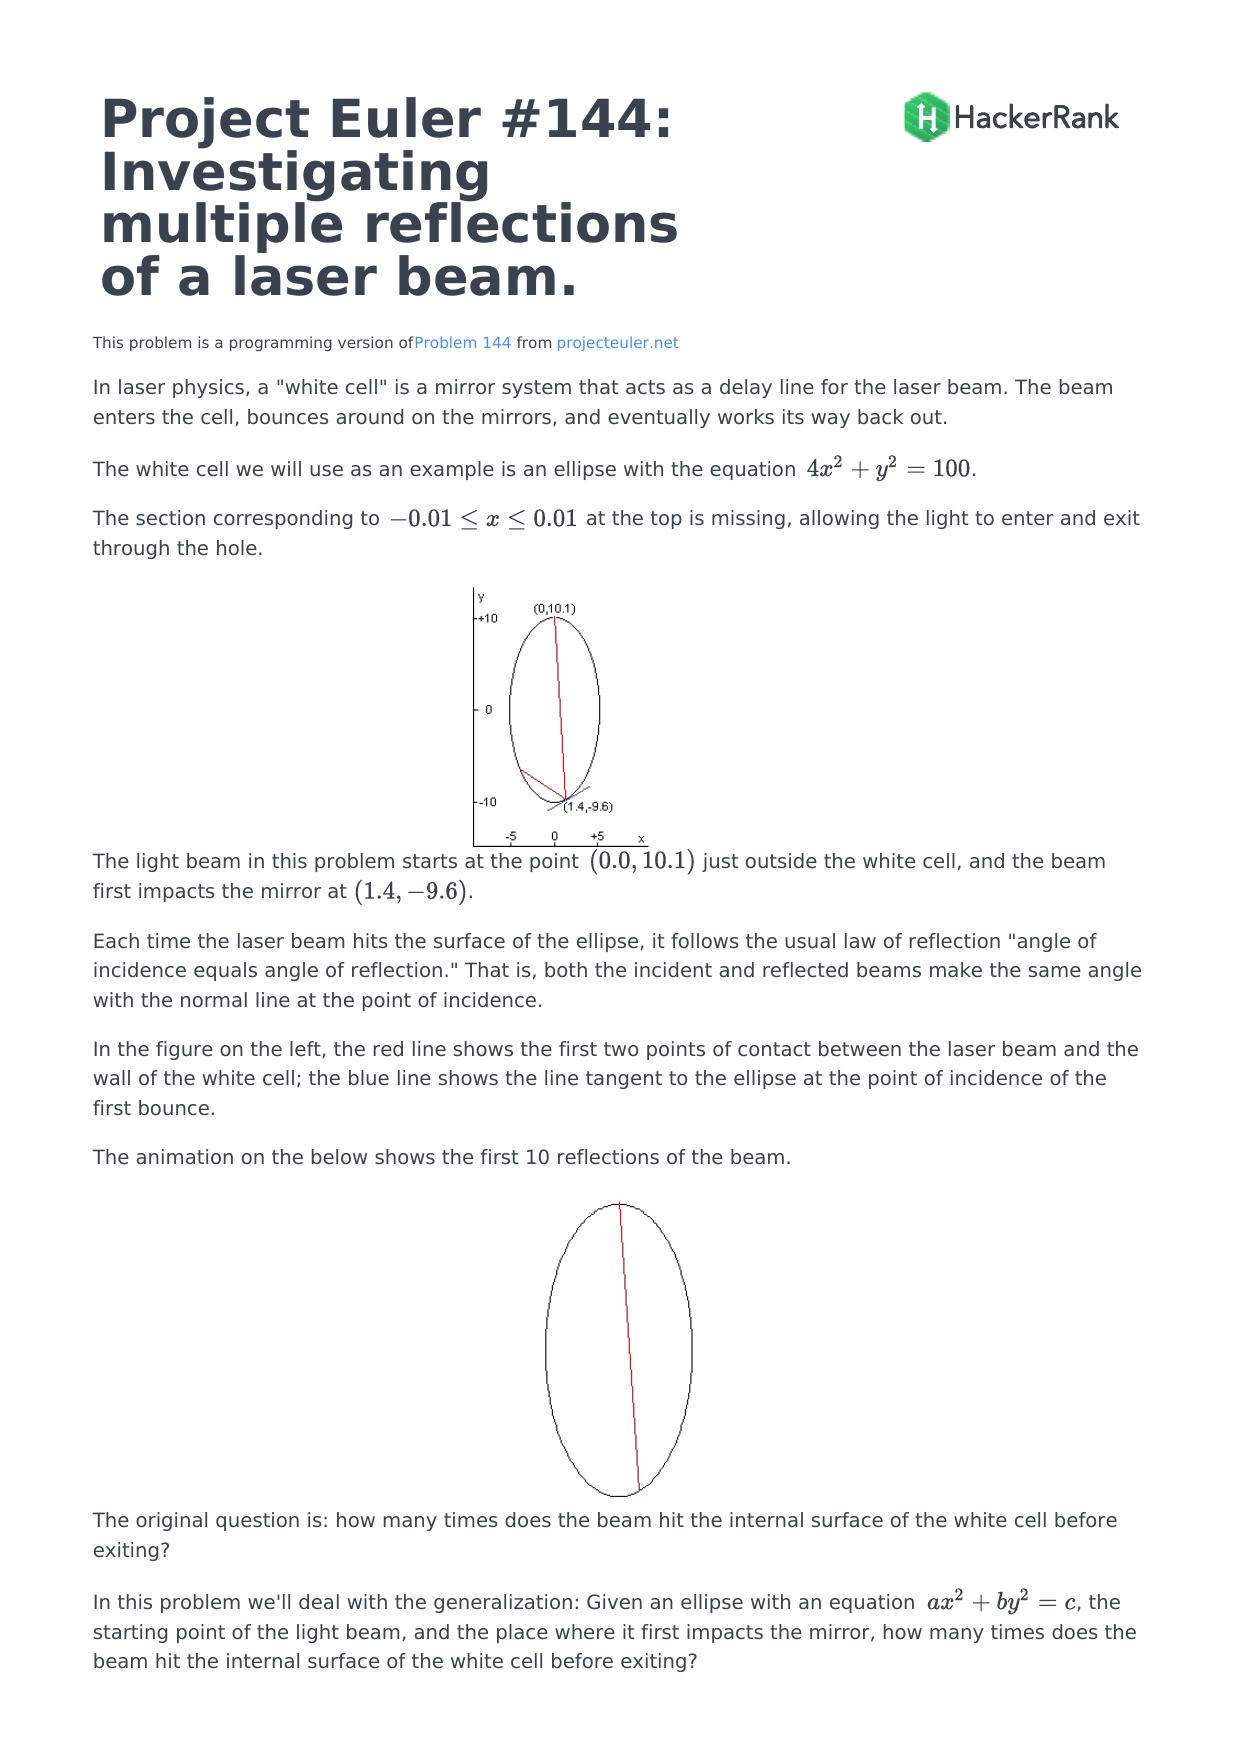 Project Euler #144:
Investigating
multiple reflections
of a laser beam.
HackerRank
This problem is a programming version ofProblem 144 from projecteuler.net
In laser physics, a "white cell" is a mirror system that acts as a delay line for the laser beam. The beam
enters the cell, bounces around on the mirrors, and eventually works its way back out.
The white cell we will use as an example is an ellipse with the equation 4x² + y² = 100.
The section corresponding to −0.01 ≤ x ≤ 0.01 at the top is missing, allowing the light to enter and exit
through the hole.
y
(0,10.1)
+10
0
-10
(1.4,-9.6)
-5 0 +5 x
The light beam in this problem starts at the point (0.0, 10.1) just outside the white cell, and the beam
first impacts the mirror at (1.4, −9.6).
Each time the laser beam hits the surface of the ellipse, it follows the usual law of reflection "angle of
incidence equals angle of reflection." That is, both the incident and reflected beams make the same angle
with the normal line at the point of incidence.
In the figure on the left, the red line shows the first two points of contact between the laser beam and the
wall of the white cell; the blue line shows the line tangent to the ellipse at the point of incidence of the
first bounce.
The animation on the below shows the first 10 reflections of the beam.
The original question is: how many times does the beam hit the internal surface of the white cell before
exiting?
In this problem we'll deal with the generalization: Given an ellipse with an equation ax² + by² = c, the
starting point of the light beam, and the place where it first impacts the mirror, how many times does the
beam hit the internal surface of the white cell before exiting?